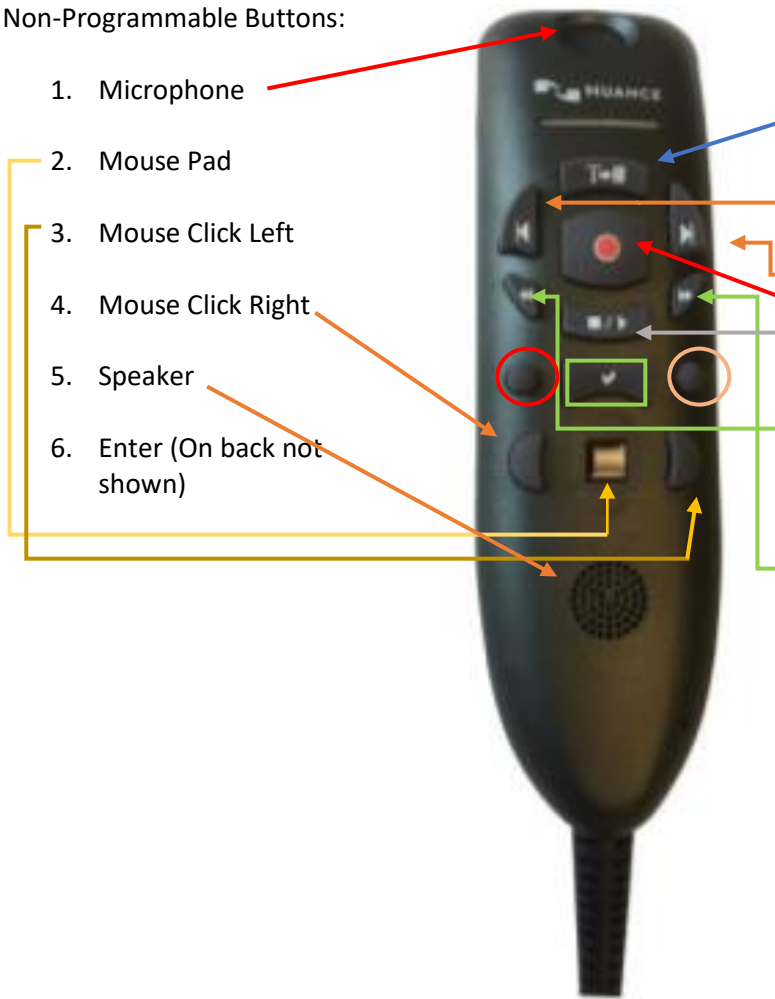 Non-Programmable Buttons:
1. Microphone
NUANCE
2. Mouse Pad
3. Mouse Click Left
4. Mouse Click Right
5. Speaker
6. Enter (On back not
shown)